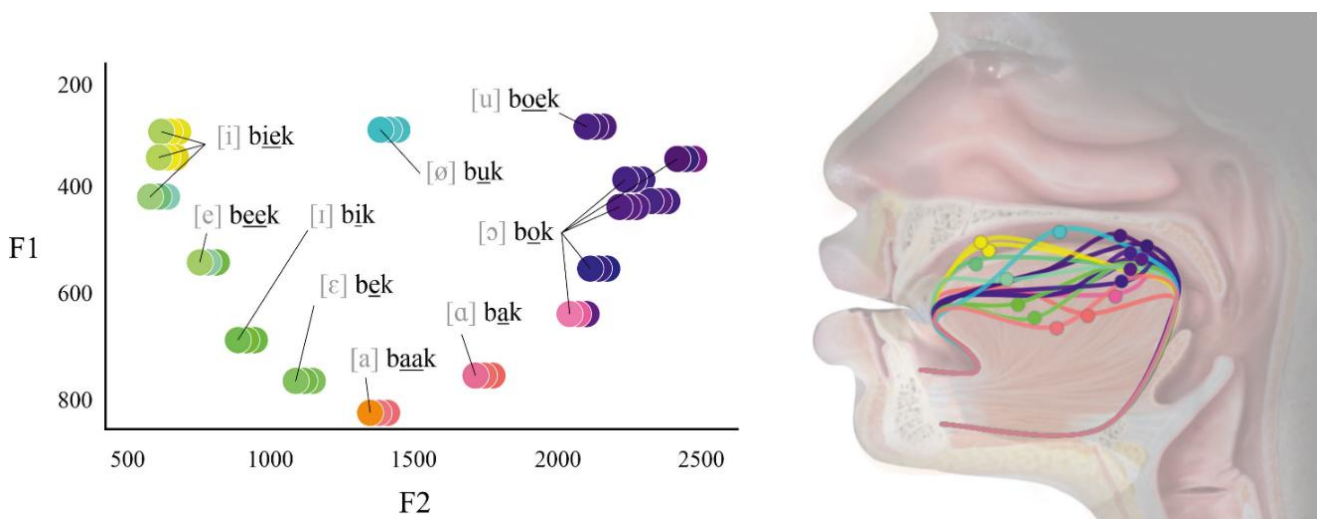 200
400
600
800
F1
[i] biek
[u] boek
[ø] buk
[e] beek
[ɪ] bik
[ɔ] bok
[ɛ] bek
[ɑ] bak
[a] baak
500 1000 1500 2000 2500
F2